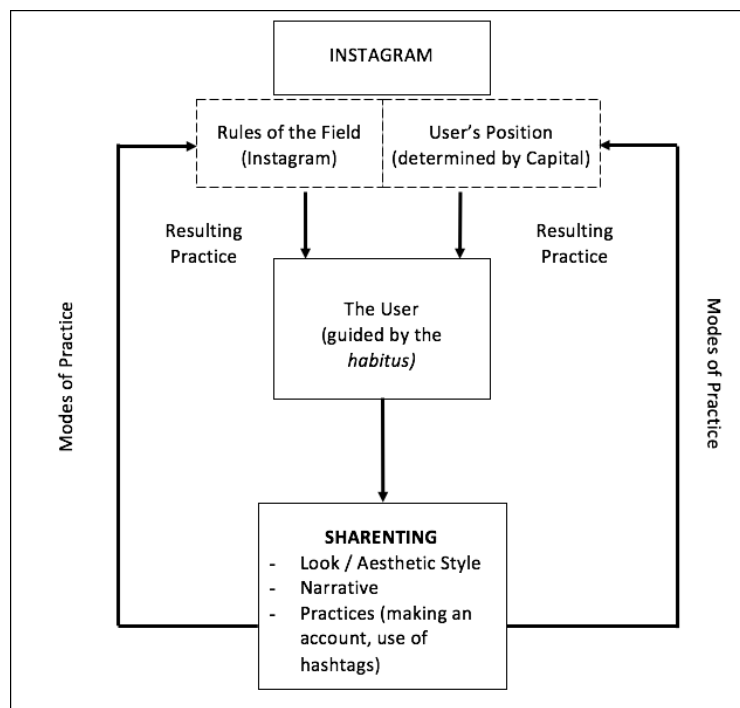 INSTAGRAM
Rules of the Field
(Instagram)
User's Position
(determined by Capital)
Resulting
Practice
Resulting
Practice
The User
(guided by the
habitus)
Modes of Practice
Modes of Practice
SHARENTING
- Look / Aesthetic Style
- Narrative
- Practices (making an
account, use of
hashtags)